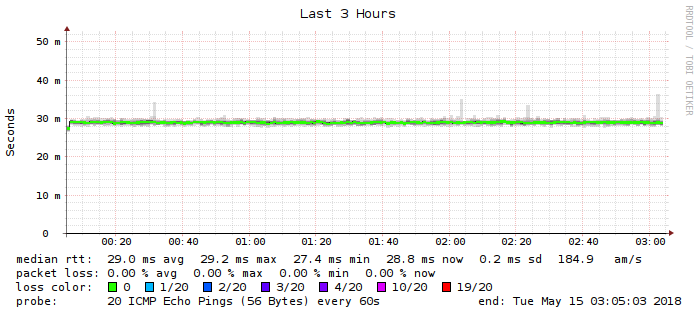 Last 3 Hours
RRDTOOL / TOBI OETIKER
Seconds
50 m
40 m
30 m
20 m
10 m
0
00:20 00:40 01:00 01:20 01:40 02:00 02:20 02:40 03:00
median rtt: 29.0 ms avg 29.2 ms max 27.4 ms min 28.8 ms now 0.2 ms sd 184.9 am/s
packet loss: 0.00 % avg 0.00 % max 0.00 % min 0.00 % now
loss color: 0 1/20 2/20 3/20 4/20 10/20 19/20
probe: 20 ICMP Echo Pings (56 Bytes) every 60s end: Tue May 15 03:05:03 2018